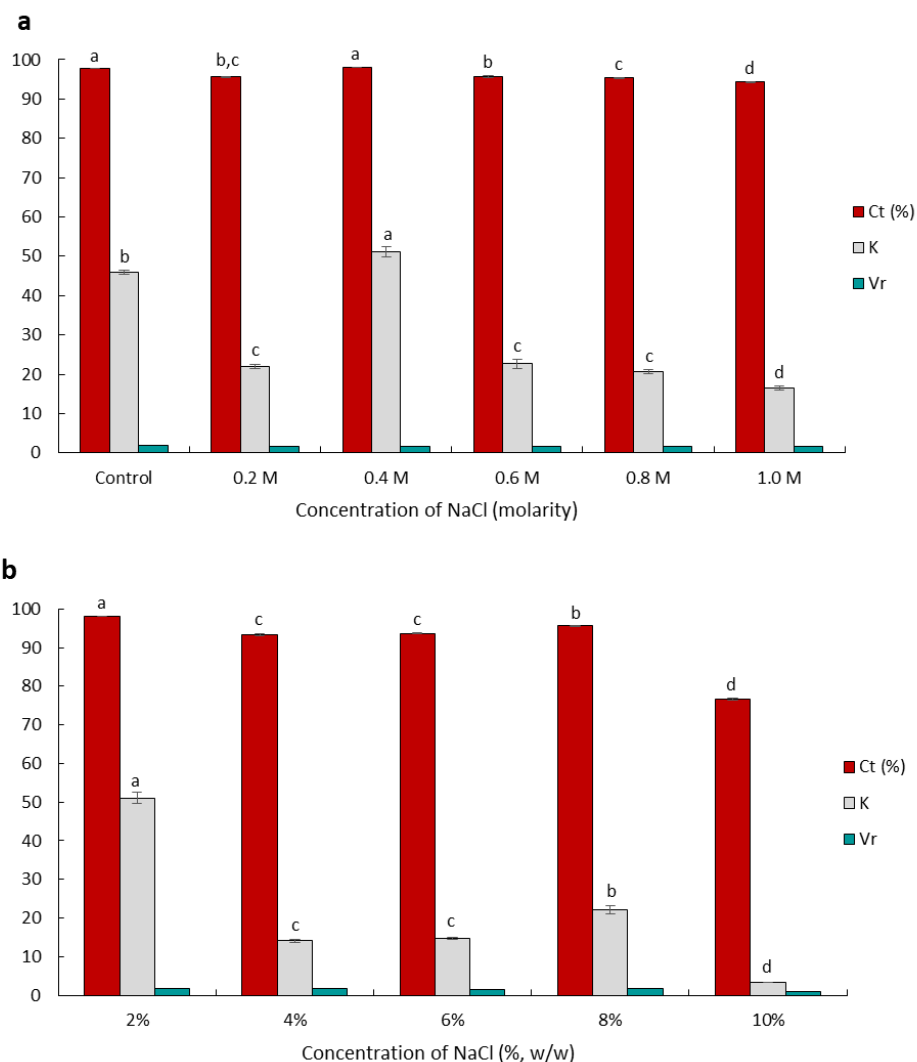 a
100
90
80
70
60
50
40
30
20
10
0
a
b
b,c
c
a
a
b
c
c
c
d
d
Control
0.2 M
0.4 M
0.6 M
0.8 M
1.0 M
Concentration of NaCl (molarity)
Ct (%)
K
Vr
b
100
90
80
70
60
50
40
30
20
10
0
a
a
c
c
c
c
b
b
d
d
2%
4%
6%
8%
10%
Concentration of NaCl (%, w/w)
Ct (%)
K
Vr